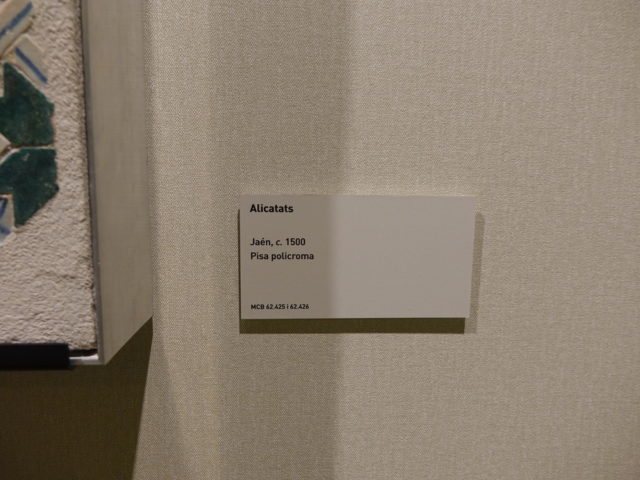 Alicatats
Jaén, c. 1500
Pisa policroma
MCB 62.425 i 62.426